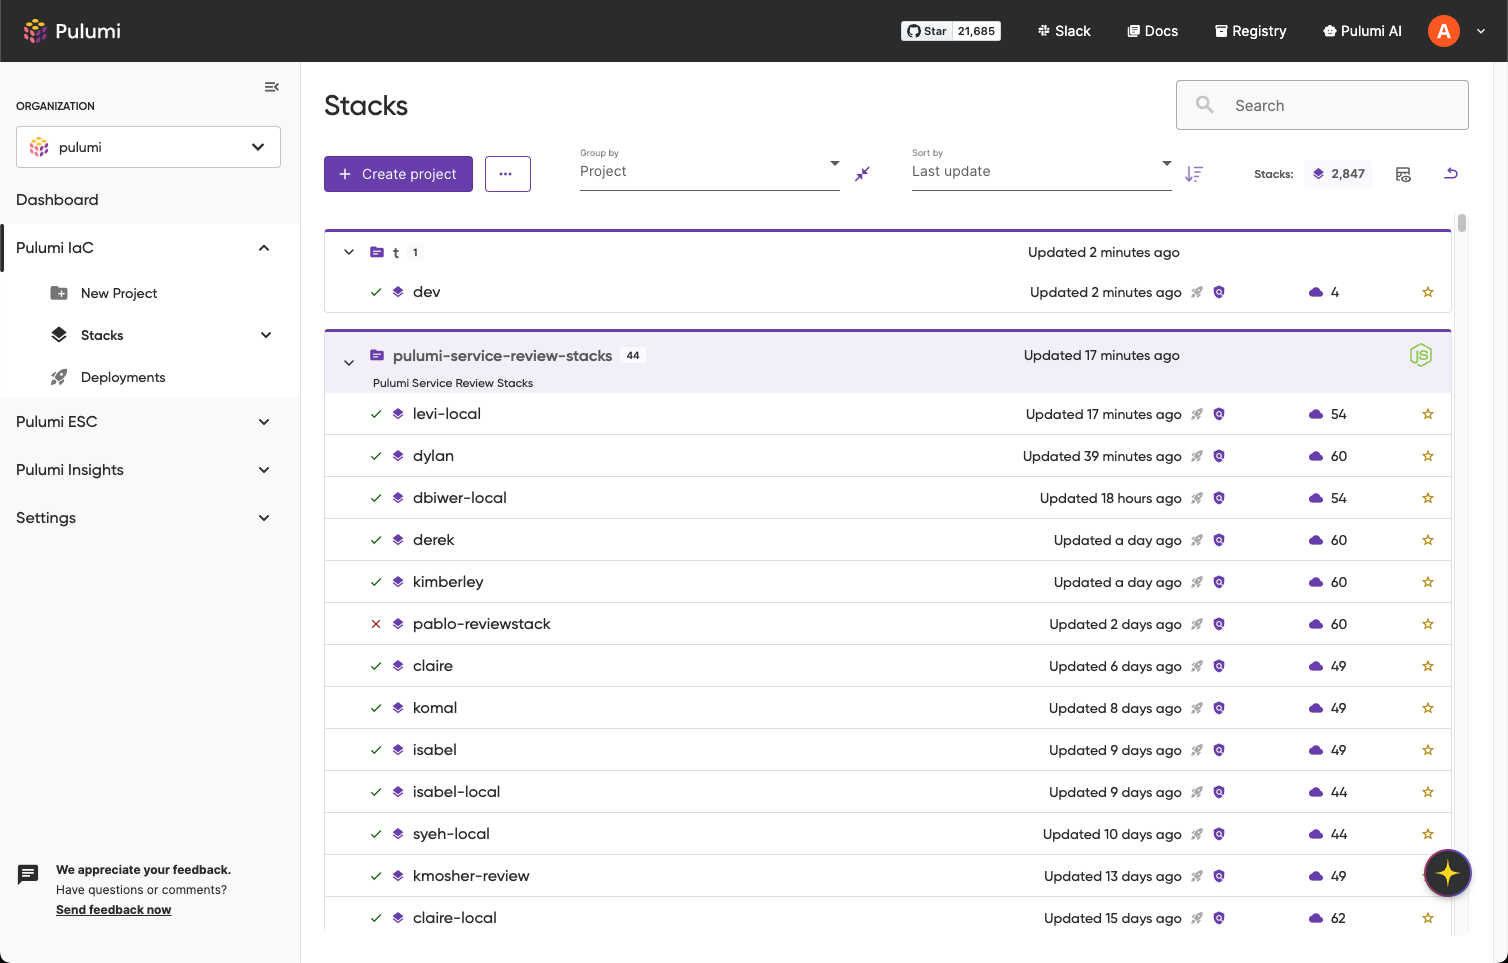 Pulumi
Star 21,685
Slack
Docs
Registry
Pulumi AI
A
ORGANIZATION
pulumi
Dashboard
Pulumi IaC
New Project
Stacks
Deployments
Pulumi ESC
Pulumi Insights
Settings
We appreciate your feedback.
Have questions or comments?
Send feedback now
Stacks
Search
+ Create project
...
Group by
Project
Sort by
Last update
Stacks: 2,847
t 1 Updated 2 minutes ago
dev Updated 2 minutes ago 4
pulumi-service-review-stacks 44 Updated 17 minutes ago JS
Pulumi Service Review Stacks
levi-local Updated 17 minutes ago 54
dylan Updated 39 minutes ago 60
dbiwer-local Updated 18 hours ago 54
derek Updated a day ago 60
kimberley Updated a day ago 60
pablo-reviewstack Updated 2 days ago 60
claire Updated 6 days ago 49
komal Updated 8 days ago 49
isabel Updated 9 days ago 49
isabel-local Updated 9 days ago 44
syeh-local Updated 10 days ago 44
kmosher-review Updated 13 days ago 49
claire-local Updated 15 days ago 62